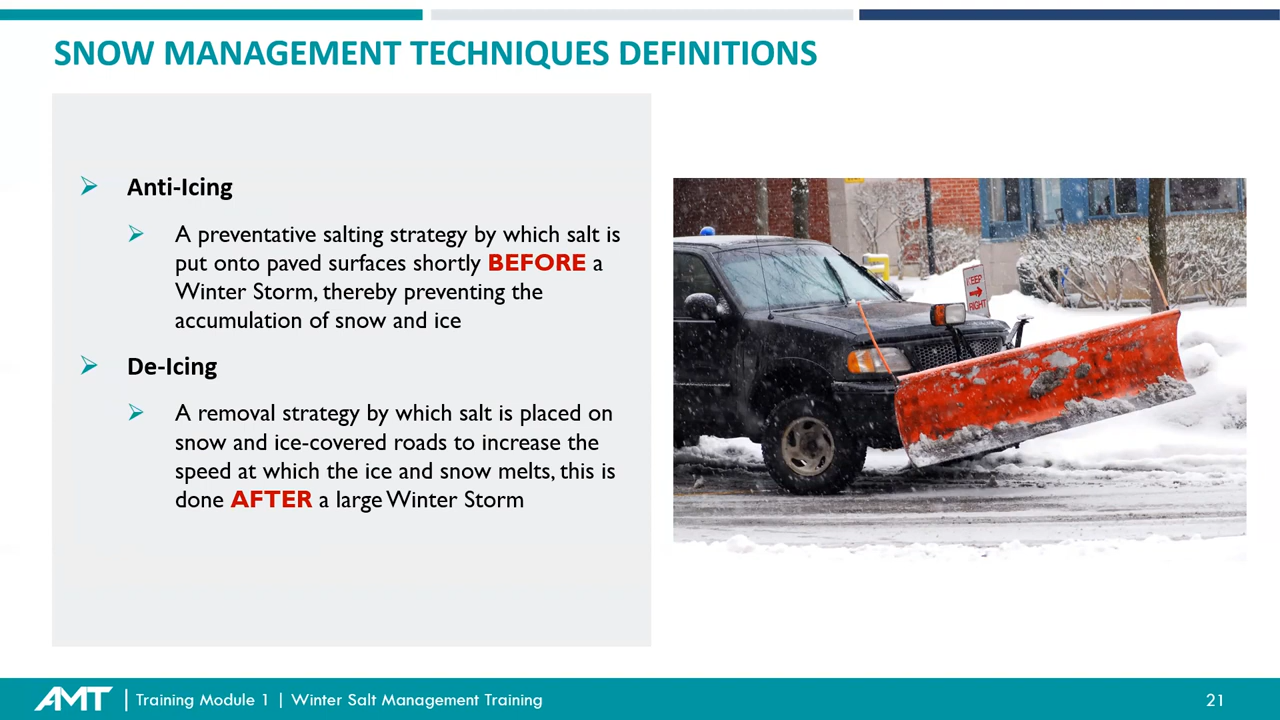 SNOW MANAGEMENT TECHNIQUES DEFINITIONS
Anti-Icing
A preventative salting strategy by which salt is
put onto paved surfaces shortly BEFORE a
Winter Storm, thereby preventing the
accumulation of snow and ice
De-Icing
A removal strategy by which salt is placed on
snow and ice-covered roads to increase the
speed at which the ice and snow melts, this is
done AFTER a large Winter Storm
KEEP
RIGHT
AMT | Training Module 1 | Winter Salt Management Training 21